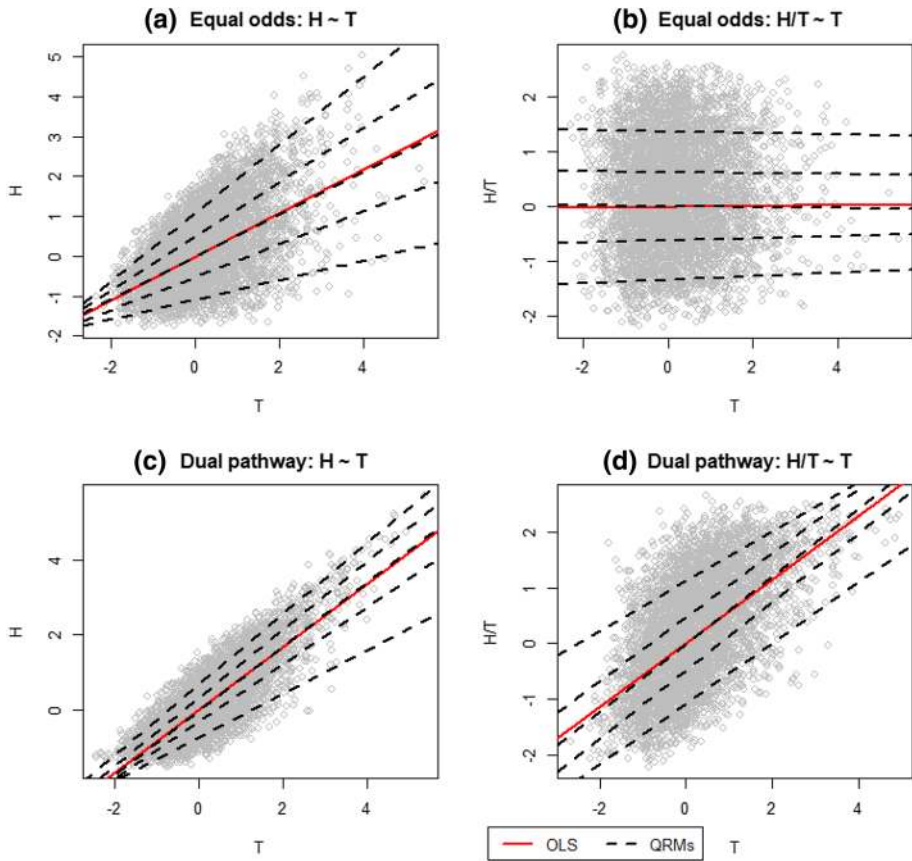 (a) Equal odds: H ~ T
5
4
3
2
1
0
-1
-2
H
-2 0 2 4
T
(b) Equal odds: H/T ~ T
2
1
0
-1
-2
H/T
-2 0 2 4
T
(c) Dual pathway: H ~ T
4
2
0
H
-2 0 2 4
T
(d) Dual pathway: H/T ~ T
2
1
0
-1
-2
H/T
-2 0 2 4
T
OLS QRMs